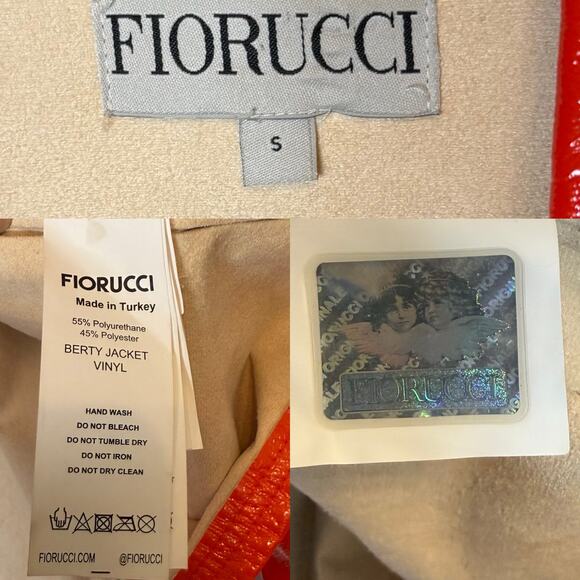 FIORUCCI
S
FIORUCCI
Made in Turkey
55% Polyurethane
45% Polyester
BERTY JACKET
VINYL
HAND WASH
DO NOT BLEACH
DO NOT TUMBLE DRY
DO NOT IRON
DO NOT DRY CLEAN
FIORUCCI.COM @FIORUCCI
FIORUCCI